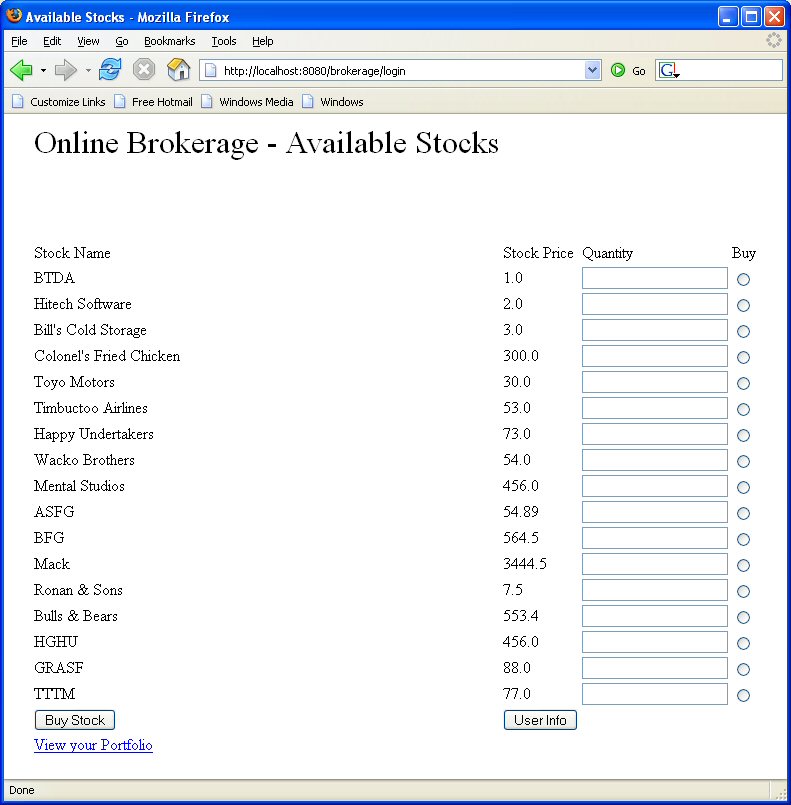 Available Stocks - Mozilla Firefox
File Edit View Go Bookmarks Tools Help
http://localhost:8080/brokerage/login Go G
Customize Links Free Hotmail Windows Media Windows
Online Brokerage - Available Stocks
Stock Name Stock Price Quantity Buy
BTDA 1.0
Hitech Software 2.0
Bill's Cold Storage 3.0
Colonel's Fried Chicken 300.0
Toyo Motors 30.0
Timbuctoo Airlines 53.0
Happy Undertakers 73.0
Wacko Brothers 54.0
Mental Studios 456.0
ASFG 54.89
BFG 564.5
Mack 3444.5
Ronan & Sons 7.5
Bulls & Bears 553.4
HGHU 456.0
GRASF 88.0
TTTM 77.0
Buy Stock User Info
View your Portfolio
Done